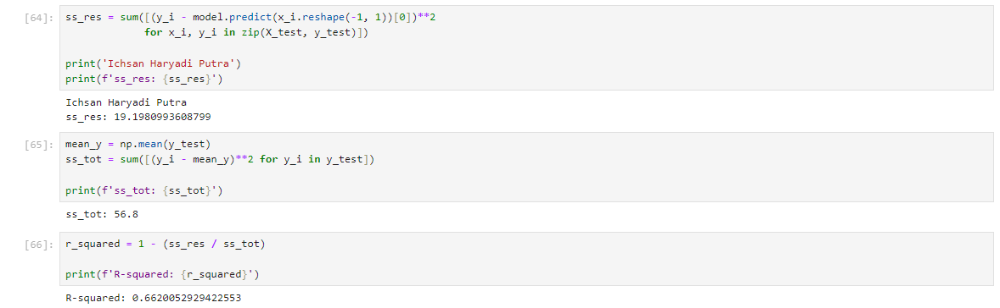 [64]: ss_res = sum([(y_i - model.predict(x_i.reshape(-1, 1))[0])**2
for x_i, y_i in zip(X_test, y_test)])
print('Ichsan Haryadi Putra')
print(f'ss_res: {ss_res}')
Ichsan Haryadi Putra
ss_res: 19.1980993608799
[65]: mean_y = np.mean(y_test)
ss_tot = sum([(y_i - mean_y)**2 for y_i in y_test])
print(f'ss_tot: {ss_tot}')
ss_tot: 56.8
[66]: r_squared = 1 - (ss_res / ss_tot)
print(f'R-squared: {r_squared}')
R-squared: 0.6620052929422553